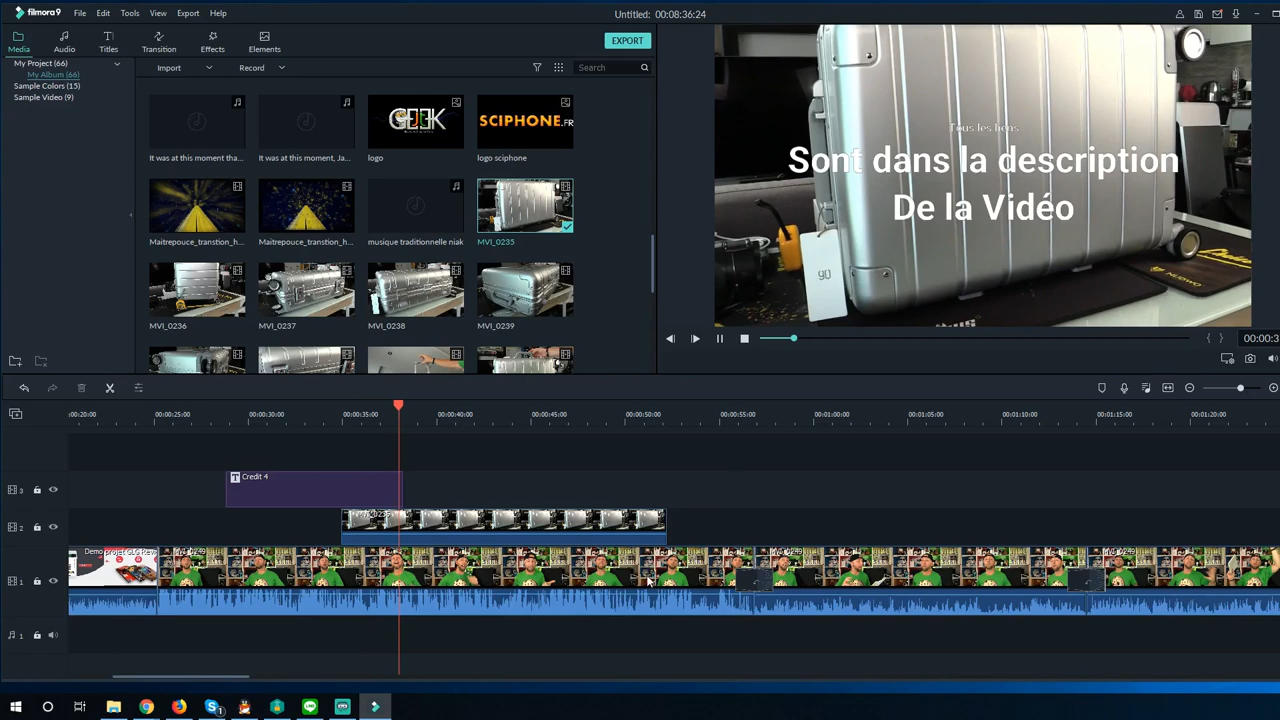 filmora9
File Edit Tools View Export Help
Untitled: 00:08:36:24
Media Audio Titles Transition Effects Elements
EXPORT
My Project (66)
My Album (66)
Sample Colors (15)
Sample Video (9)
Import Record Search
It was at this moment tha...
It was at this moment, Ja...
GEEK
logo
SCIPHONE.FR
logo sciphone
Maitrepouce_transtion_h...
Maitrepouce_transtion_h...
musique traditionnelle niak
MVI_0235
MVI_0236
MVI_0237
MVI_0238
MVI_0239
Tous les liens
Sont dans la description
De la Vidéo
90
00:00:3
:00:20:00 00:00:25:00 00:00:30:00 00:00:35:00 00:00:40:00 00:00:45:00 00:00:50:00 00:00:55:00 00:01:00:00 00:01:05:00 00:01:10:00 00:01:15:00 00:01:20:00
T Credit 4
3
2
1
1